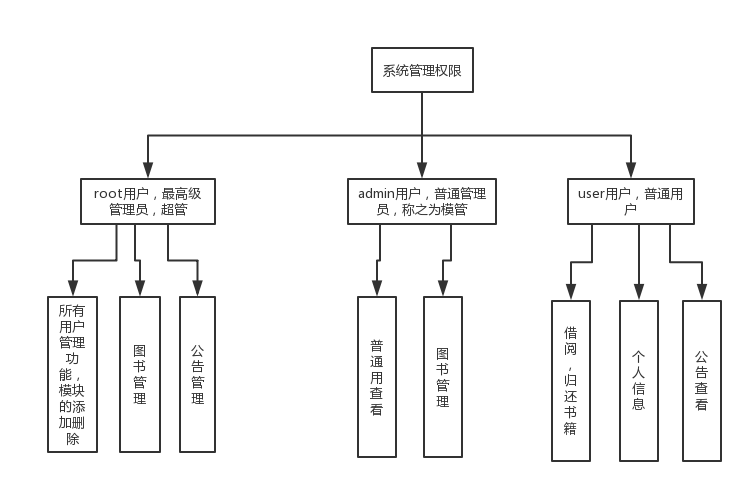 系统管理权限
root用户，最高级
管理员，超管
admin用户，普通管理
员，称之为模管
user用户，普通用
户
所有
用户
管理
功
能，
模块
的添
加删
除
图
书
管
理
公
告
管
理
普
通
用
查
看
图
书
管
理
借
阅
，
归
还
书
籍
个
人
信
息
公
告
查
看